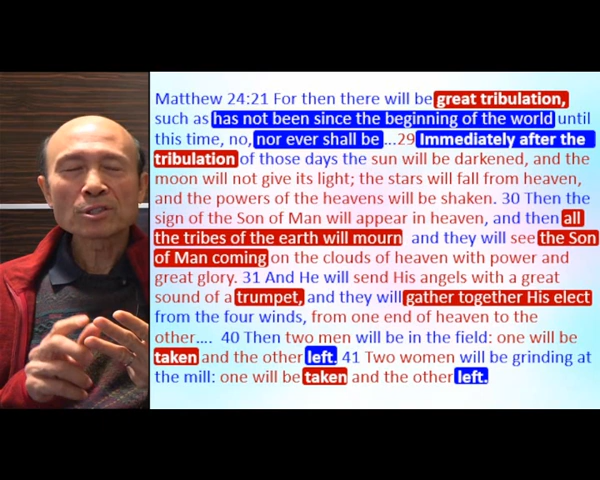 Matthew 24:21 For then there will be great tribulation,
such as has not been since the beginning of the world until
this time, no, nor ever shall be ...29 Immediately after the
tribulation of those days the sun will be darkened, and the
moon will not give its light; the stars will fall from heaven,
and the powers of the heavens will be shaken. 30 Then the
sign of the Son of Man will appear in heaven, and then all
the tribes of the earth will mourn and they will see the Son
of Man coming on the clouds of heaven with power and
great glory. 31 And He will send His angels with a great
sound of a trumpet, and they will gather together His elect
from the four winds, from one end of heaven to the
other.... 40 Then two men will be in the field: one will be
taken and the other left. 41 Two women will be grinding at
the mill: one will be taken and the other left.